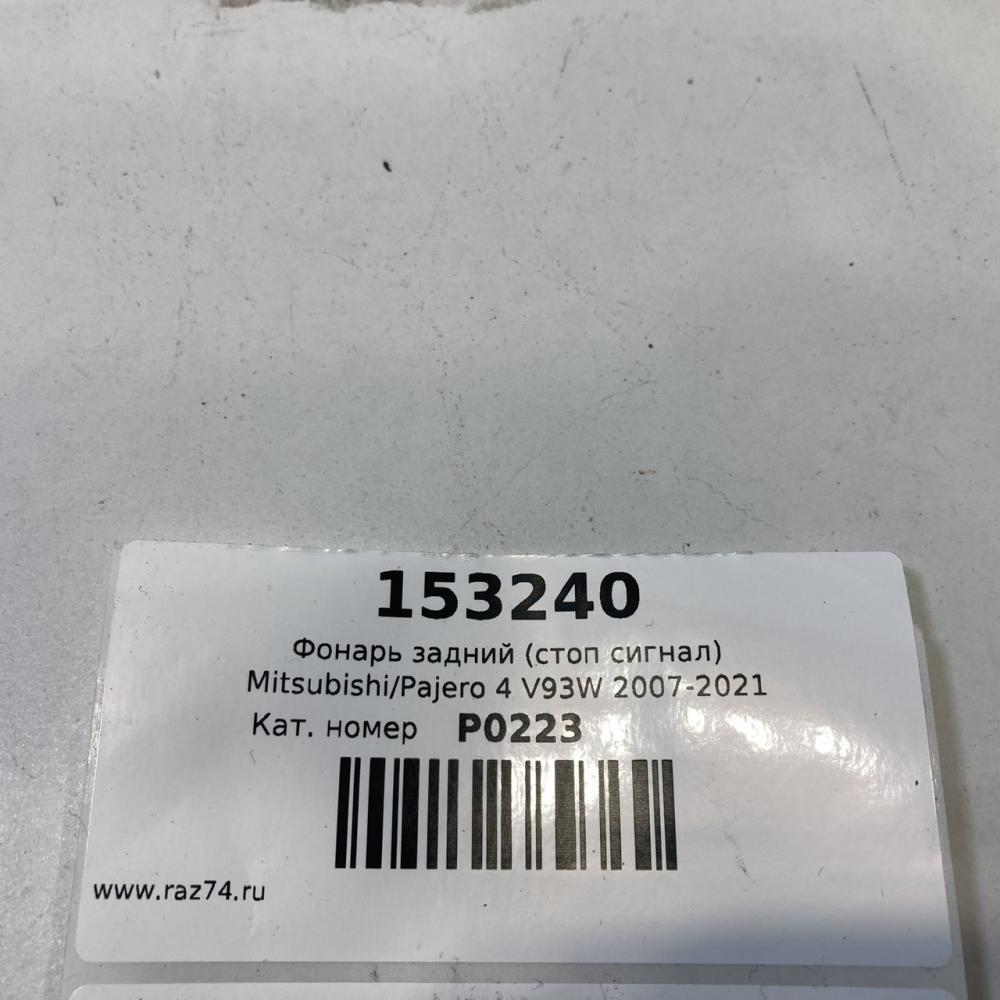 153240
Фонарь задний (стоп сигнал)
Mitsubishi/Pajero 4 V93W 2007-2021
Кат. номер P0223
www.raz74.ru